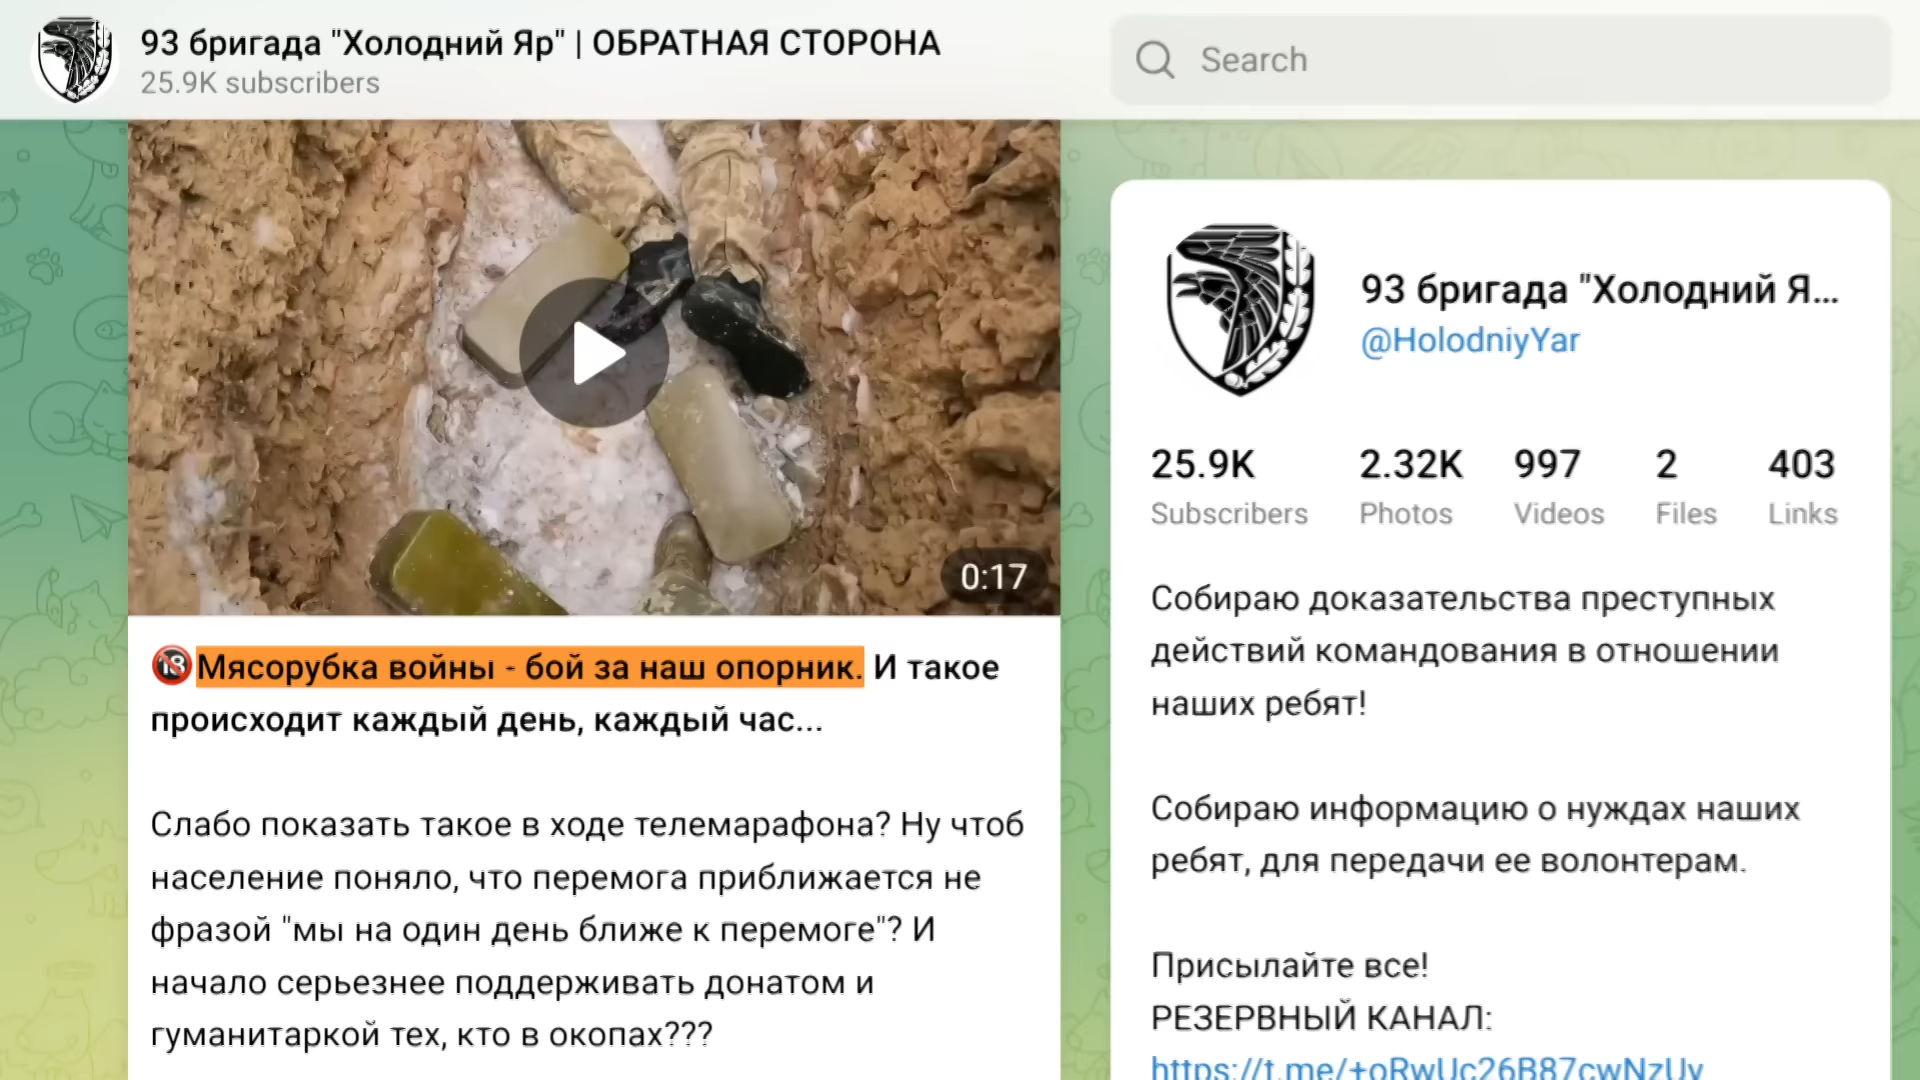 93 бригада "Холодний Яр" | ОБРАТНАЯ СТОРОНА
25.9K subscribers
Search
0:17
18
Мясорубка войны - бой за наш опорник. И такое
происходит каждый день, каждый час...
Слабо показать такое в ходе телемарафона? Ну чтоб
население поняло, что перемога приближается не
фразой "мы на один день ближе к перемоге"? И
начало серьезнее поддерживать донатом и
гуманитаркой тех, кто в окопах???
93 бригада "Холодний Я...
@HolodniyYar
25.9K 2.32K 997 2 403
Subscribers Photos Videos Files Links
Собираю доказательства преступных
действий командования в отношении
наших ребят!
Собираю информацию о нуждах наших
ребят, для передачи ее волонтерам.
Присылайте все!
РЕЗЕРВНЫЙ КАНАЛ:
https://t.me/+oRwUc26B87cwNzUy